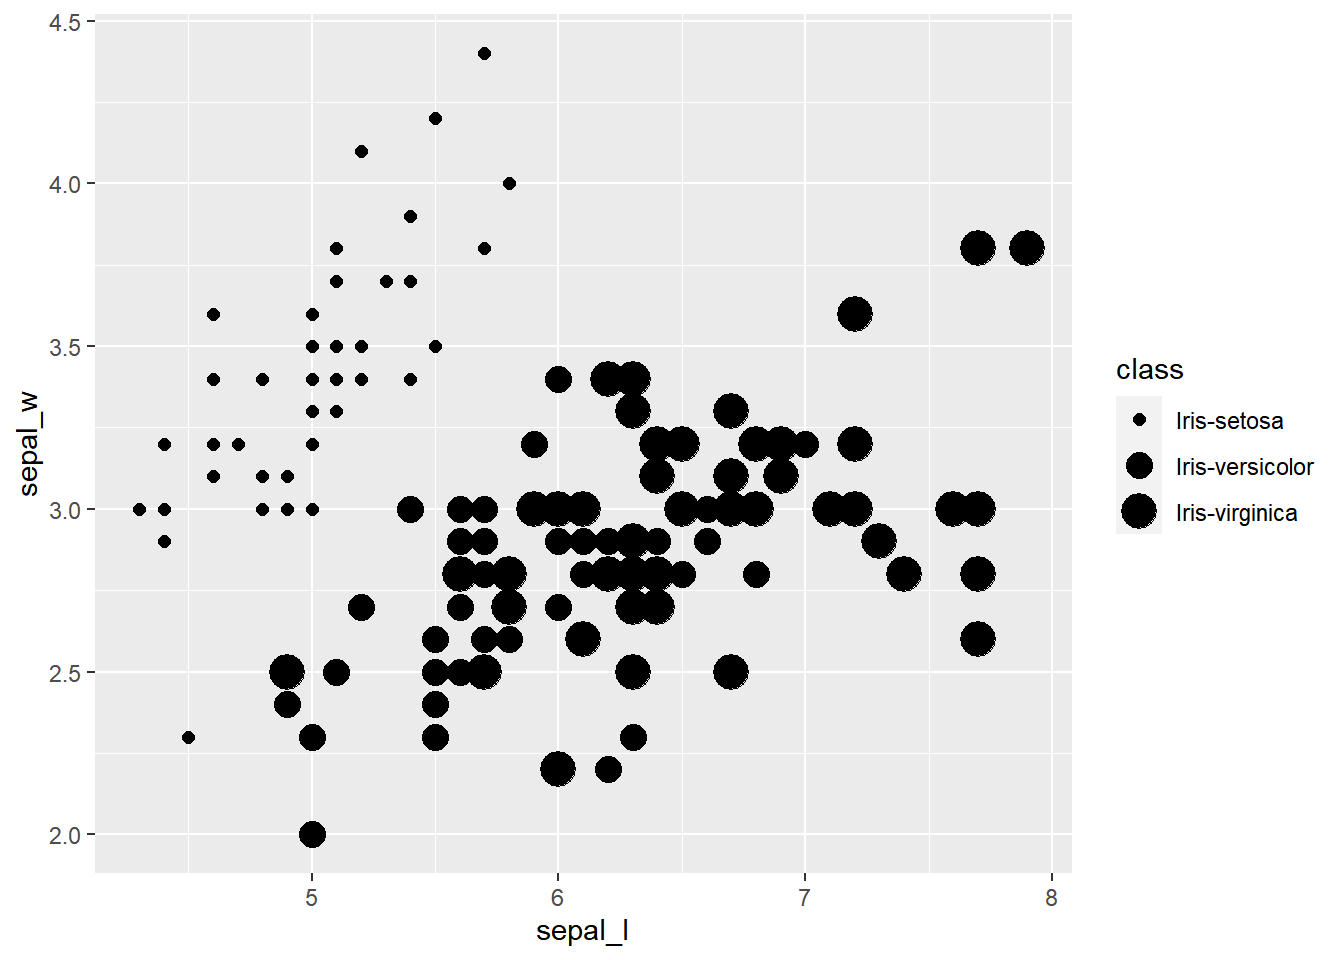 4.5
4.0
3.5
3.0
2.5
2.0
sepal_w
5 6 7 8
sepal_l
class
Iris-setosa
Iris-versicolor
Iris-virginica